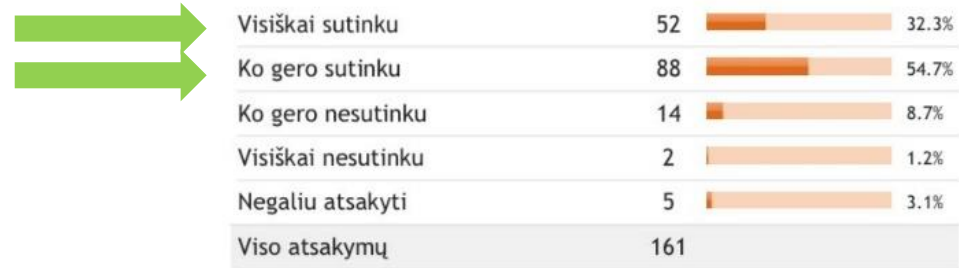 Visiškai sutinku 52 32.3%
Ko gero sutinku 88 54.7%
Ko gero nesutinku 14 8.7%
Visiškai nesutinku 2 1.2%
Negaliu atsakyti 5 3.1%
Viso atsakymų 161